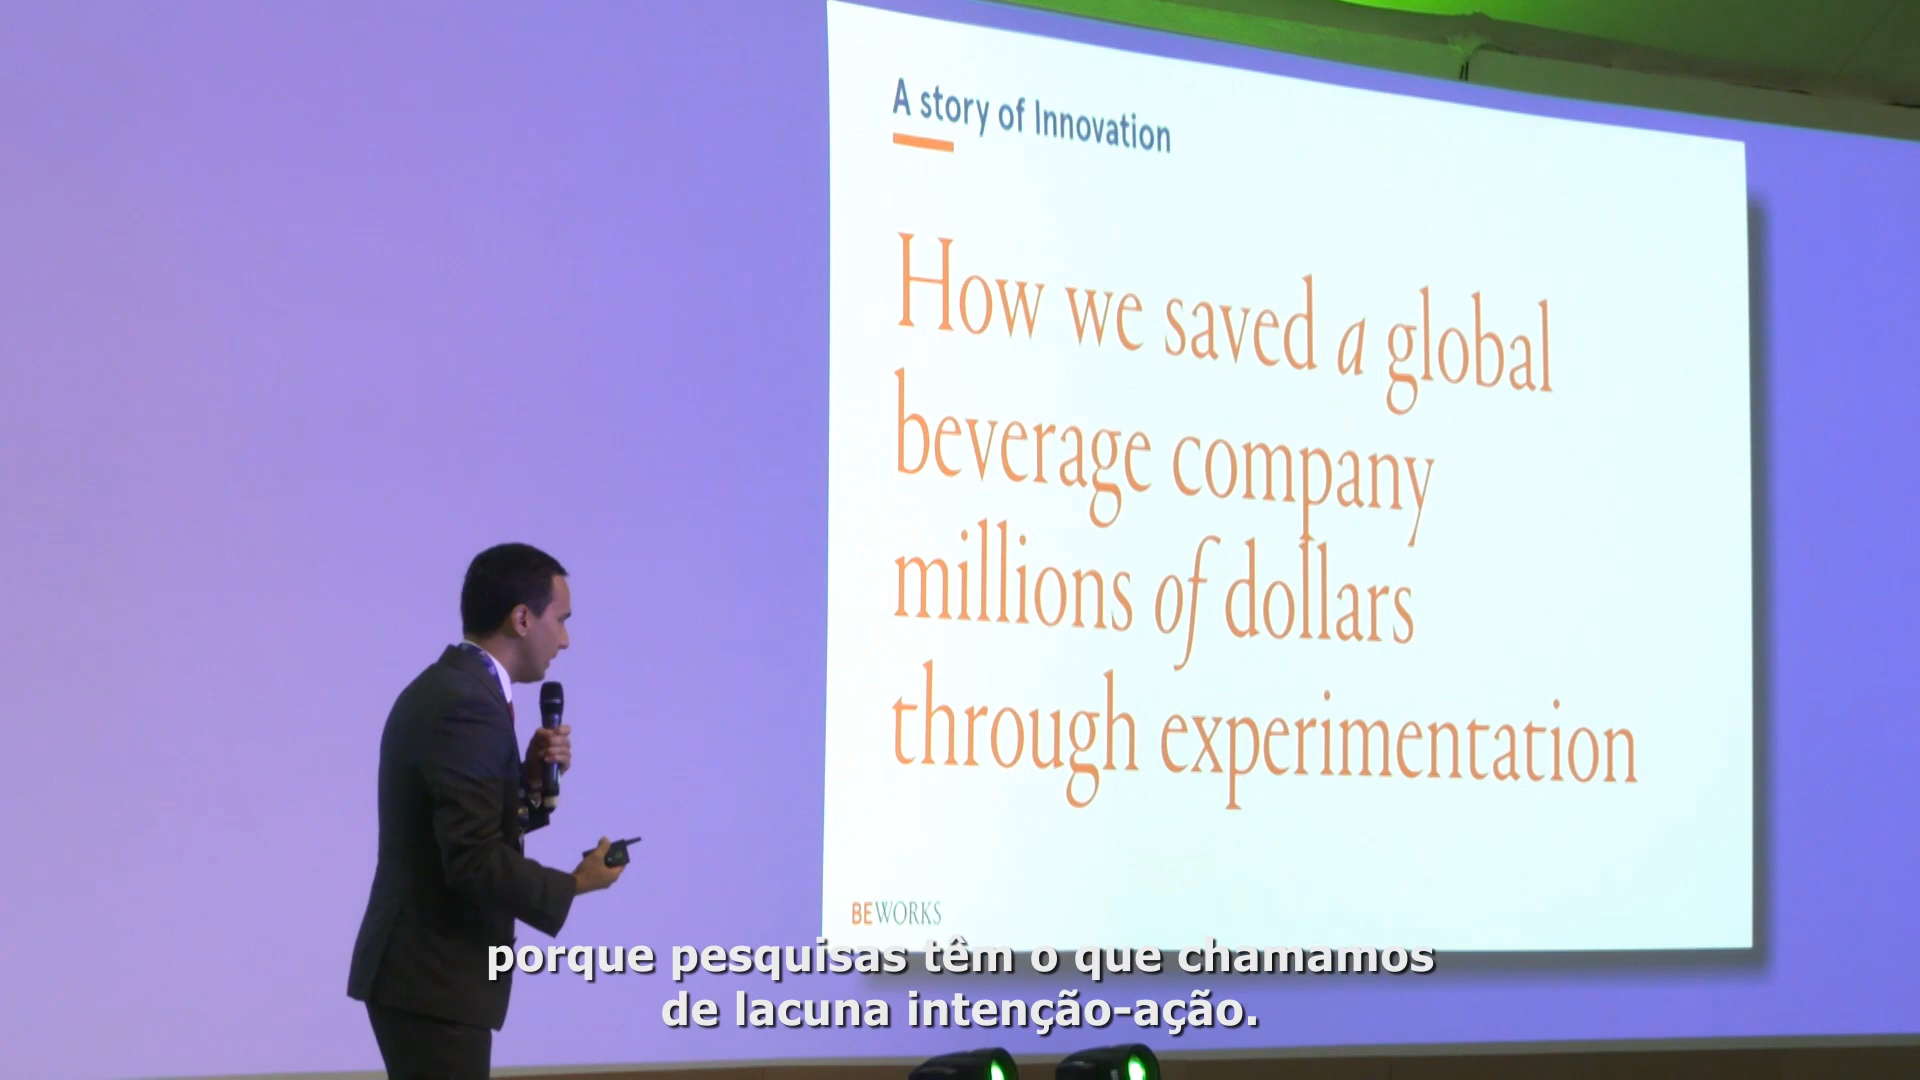 A story of Innovation
How we saved a global
beverage company
millions of dollars
through experimentation
BEWORKS
porque pesquisas têm o que chamamos
de lacuna intenção-ação.